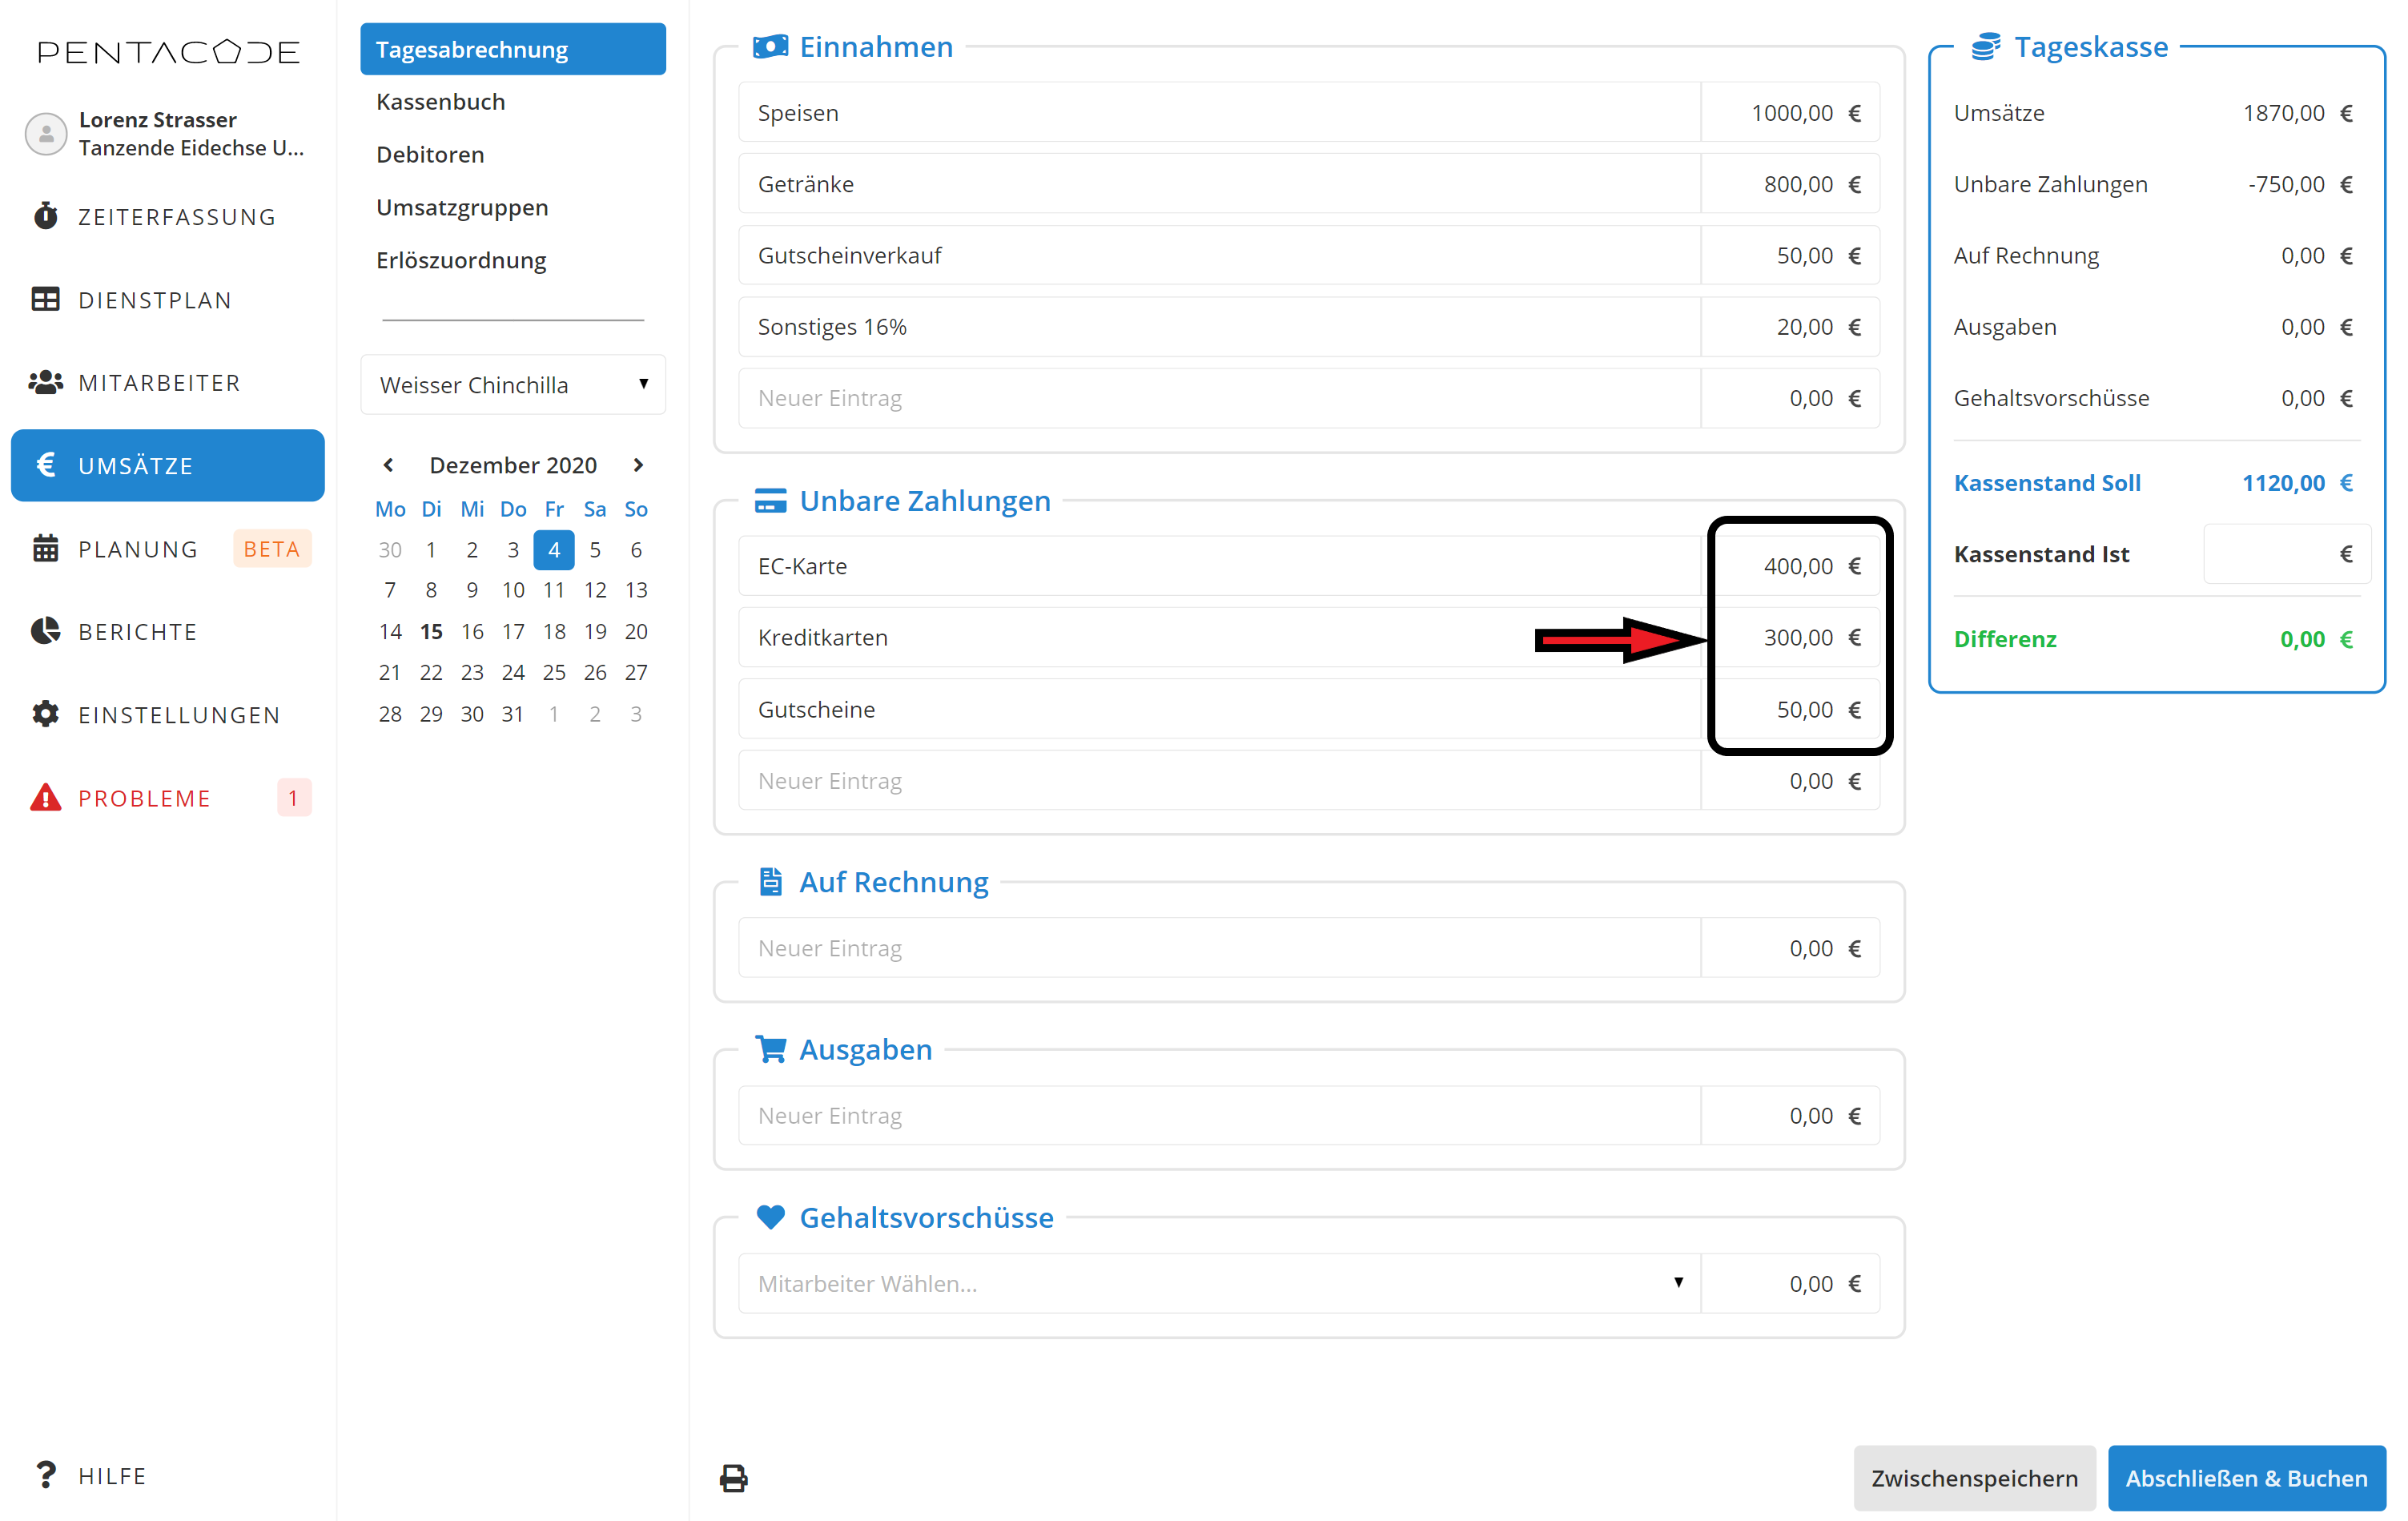 PENTACODE
Lorenz Strasser
Tanzende Eidechse U...
ZEITERFASSUNG
DIENSTPLAN
MITARBEITER
€ UMSÄTZE
PLANUNG BETA
BERICHTE
EINSTELLUNGEN
PROBLEME 1
? HILFE
Tagesabrechnung
Kassenbuch
Debitoren
Umsatzgruppen
Erlöszuordnung
Weisser Chinchilla
Dezember 2020
Mo Di Mi Do Fr Sa So
30 1 2 3 4 5 6
7 8 9 10 11 12 13
14 15 16 17 18 19 20
21 22 23 24 25 26 27
28 29 30 31 1 2 3
Einnahmen
Speisen 1000,00 €
Getränke 800,00 €
Gutscheinverkauf 50,00 €
Sonstiges 16% 20,00 €
Neuer Eintrag 0,00 €
Unbare Zahlungen
EC-Karte 400,00 €
Kreditkarten 300,00 €
Gutscheine 50,00 €
Neuer Eintrag 0,00 €
Auf Rechnung
Neuer Eintrag 0,00 €
Ausgaben
Neuer Eintrag 0,00 €
Gehaltsvorschüsse
Mitarbeiter Wählen... 0,00 €
Tageskasse
Umsätze 1870,00 €
Unbare Zahlungen -750,00 €
Auf Rechnung 0,00 €
Ausgaben 0,00 €
Gehaltsvorschüsse 0,00 €
Kassenstand Soll 1120,00 €
Kassenstand Ist €
Differenz 0,00 €
Zwischenspeichern
Abschließen & Buchen